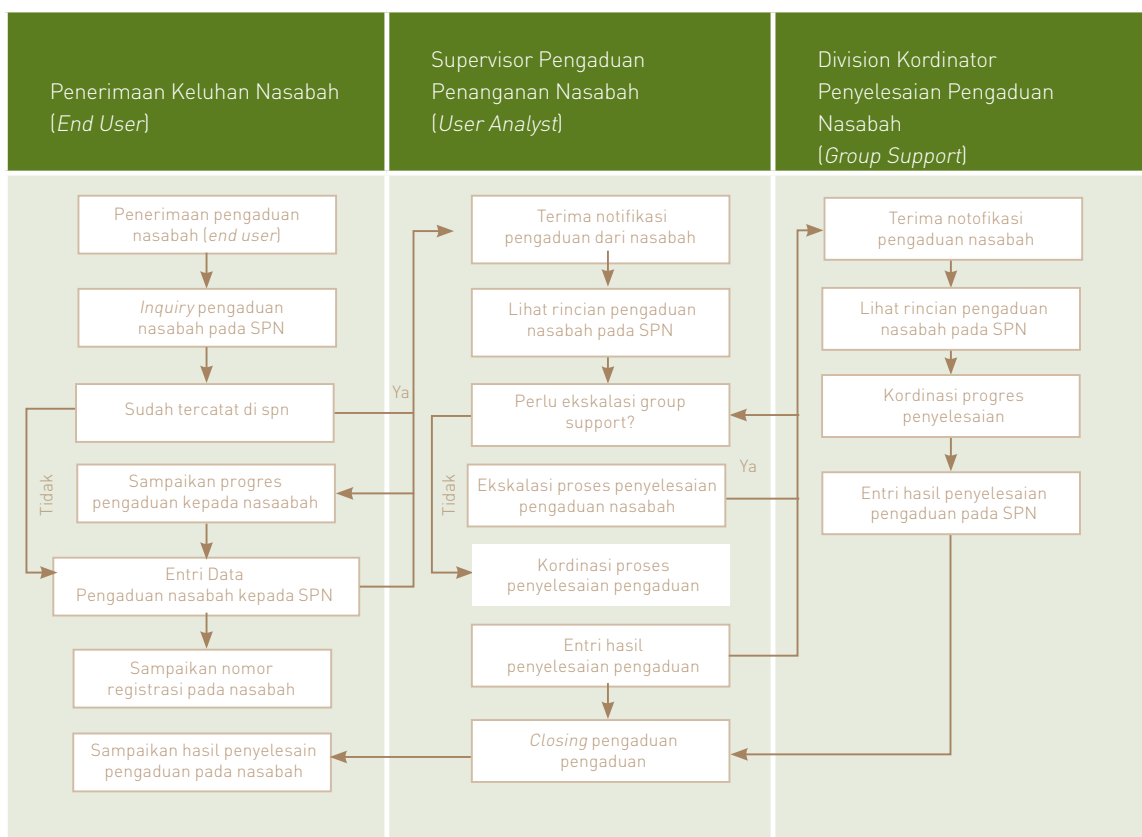 Penerimaan Keluhan Nasabah
(End User)
Supervisor Pengaduan
Penanganan Nasabah
(User Analyst)
Division Kordinator
Penyelesaian Pengaduan
Nasabah
(Group Support)
Penerimaan pengaduan
nasabah (end user)
Inquiry pengaduan
nasabah pada SPN
Sudah tercatat di spn
Ya
Tidak
Sampaikan progres
pengaduan kepada nasaabah
Entri Data
Pengaduan nasabah kepada SPN
Sampaikan nomor
registrasi pada nasabah
Sampaikan hasil penyelesain
pengaduan pada nasabah
Terima notifikasi
pengaduan dari nasabah
Lihat rincian pengaduan
nasabah pada SPN
Perlu ekskalasi group
support?
Tidak
Ya
Ekskalasi proses penyelesaian
pengaduan nasabah
Kordinasi proses
penyelesaian pengaduan
Entri hasil
penyelesaian pengaduan
Closing pengaduan
pengaduan
Terima notofikasi
pengaduan nasabah
Lihat rincian pengaduan
nasabah pada SPN
Kordinasi progres
penyelesaian
Entri hasil penyelesaian
pengaduan pada SPN